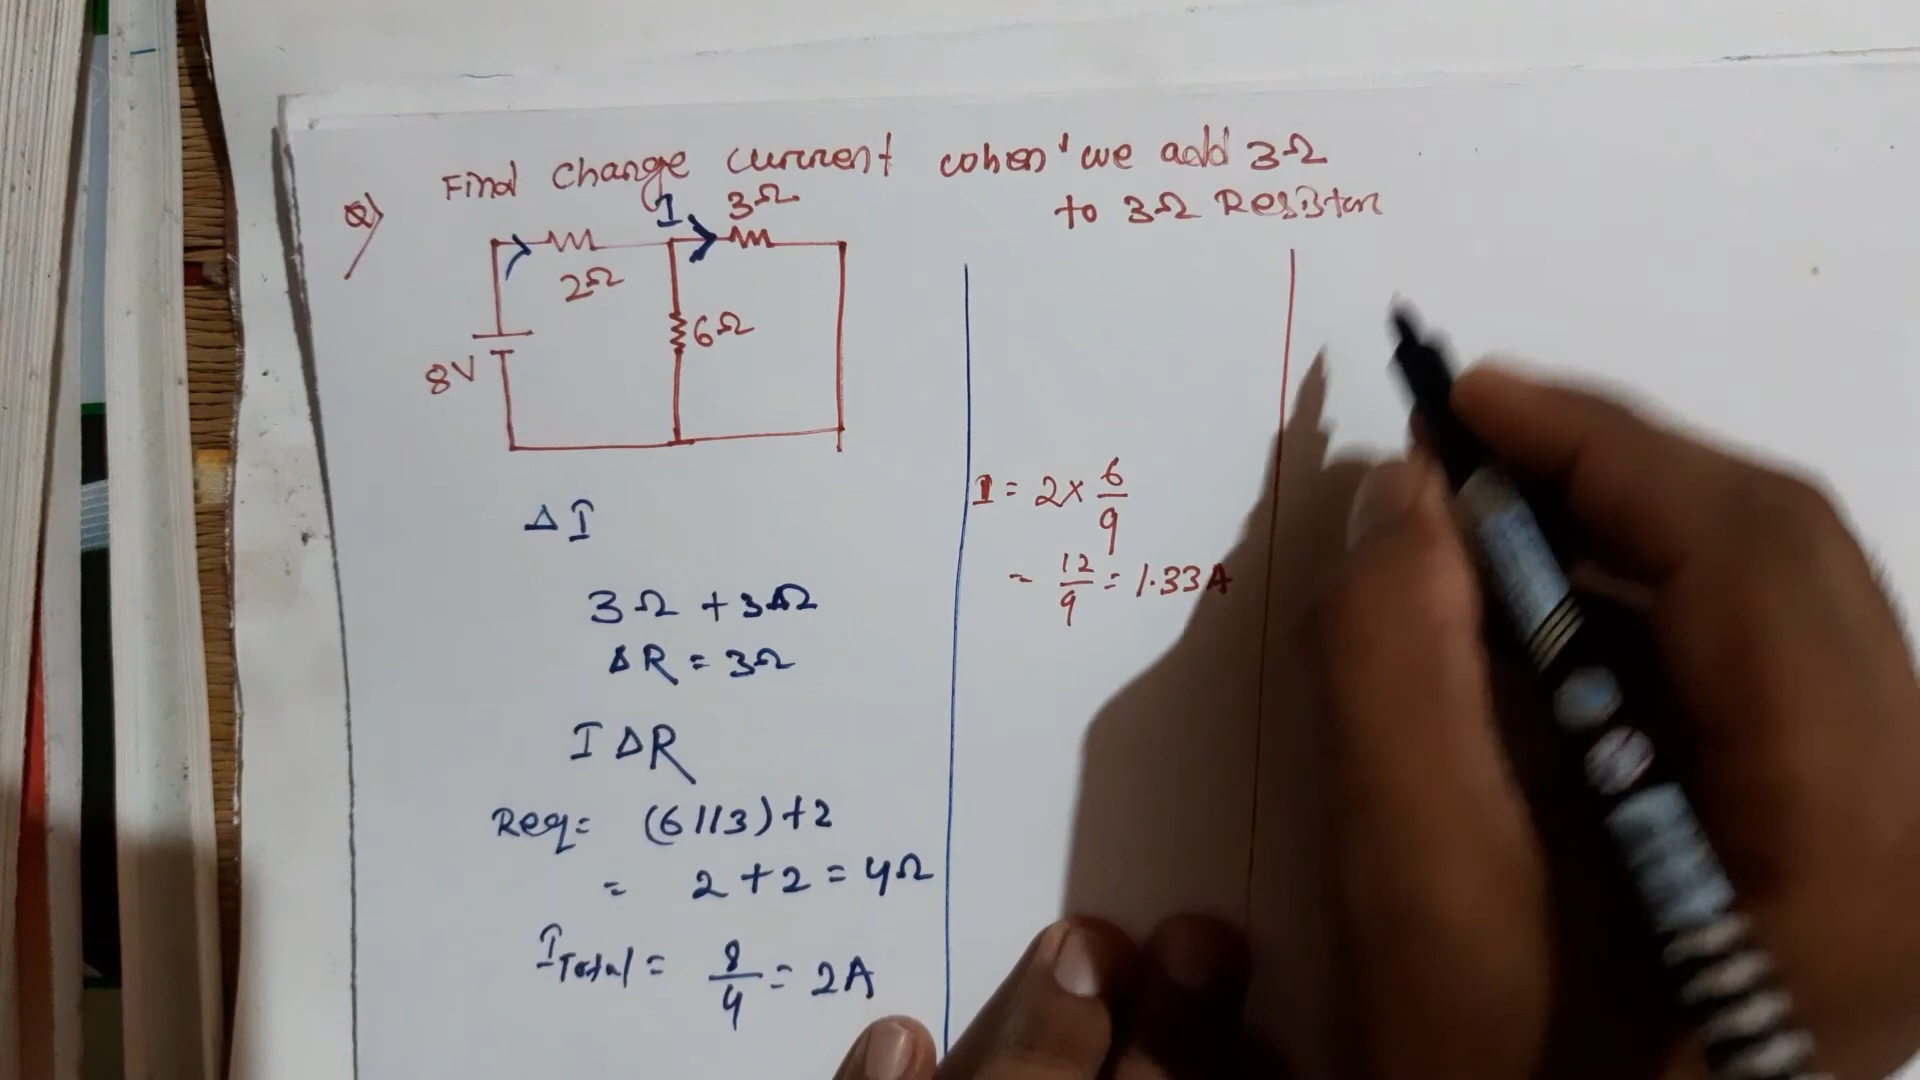 Q) Find change current when we add 3Ω
to 3Ω Resistor
I
3Ω
2Ω
6Ω
8V
ΔI
3Ω + 3Ω
ΔR = 3Ω
IΔR
Req = (6||3)+2
= 2+2 = 4Ω
ITotal = 8/4 = 2A
I = 2 × 6/9
= 12/9 = 1.33A